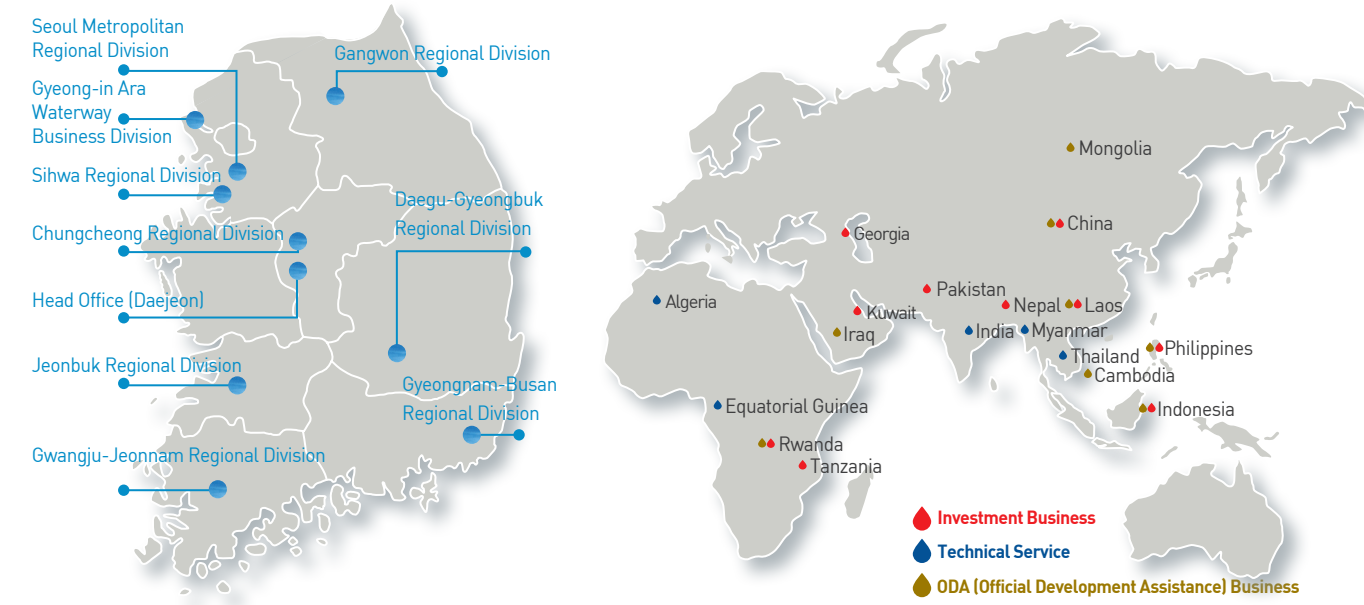 Seoul Metropolitan
Regional Division
Gangwon Regional Division
Gyeong-in Ara
Waterway
Business Division
Sihwa Regional Division
Daegu-Gyeongbuk
Regional Division
Chungcheong Regional Division
Head Office (Daejeon)
Jeonbuk Regional Division
Gyeongnam-Busan
Regional Division
Gwangju-Jeonnam Regional Division
Mongolia
China
Georgia
Pakistan
Algeria
Nepal
Laos
Kuwait
Iraq
India
Myanmar
Thailand
Philippines
Cambodia
Equatorial Guinea
Indonesia
Rwanda
Tanzania
Investment Business
Technical Service
ODA (Official Development Assistance) Business